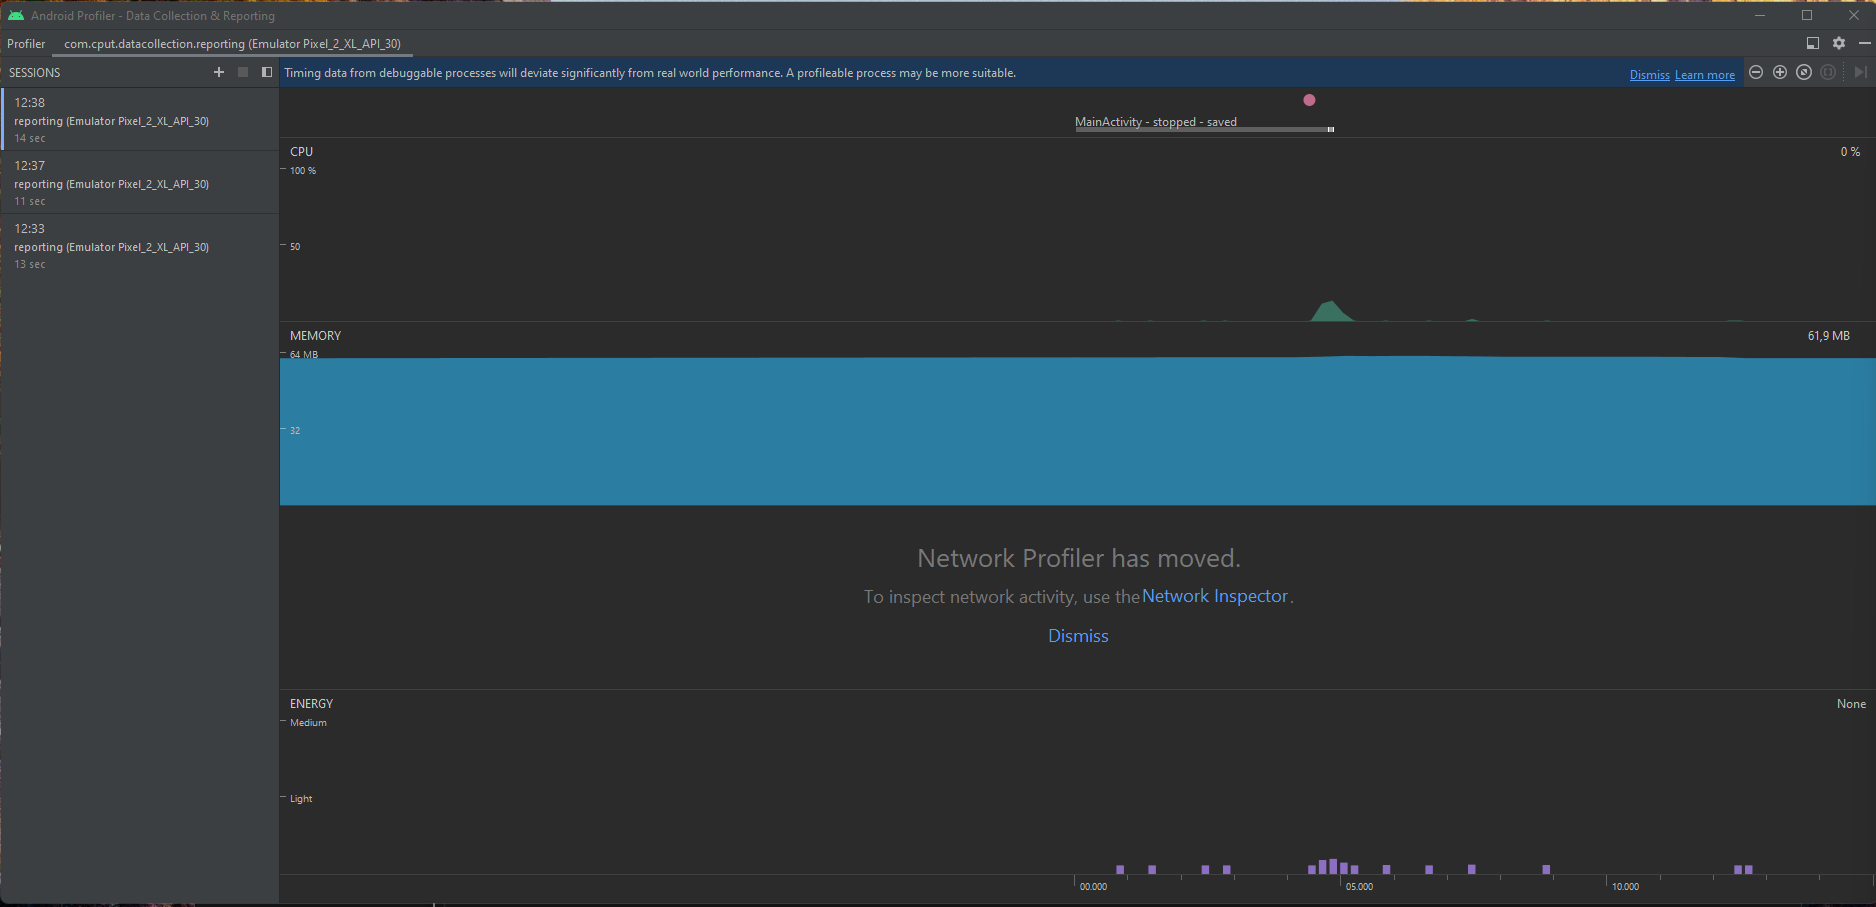 Android Profiler - Data Collection & Reporting
Profiler com.cput.datacollection.reporting (Emulator Pixel_2_XL_API_30)
SESSIONS
Timing data from debuggable processes will deviate significantly from real world performance. A profileable process may be more suitable.
Dismiss Learn more
12:38
reporting (Emulator Pixel_2_XL_API_30)
14 sec
12:37
reporting (Emulator Pixel_2_XL_API_30)
11 sec
12:33
reporting (Emulator Pixel_2_XL_API_30)
13 sec
MainActivity - stopped - saved
CPU 0 %
100 %
50
MEMORY 61,9 MB
64 MB
32
Network Profiler has moved.
To inspect network activity, use the Network Inspector.
Dismiss
ENERGY None
Medium
Light
00.000 05.000 10.000